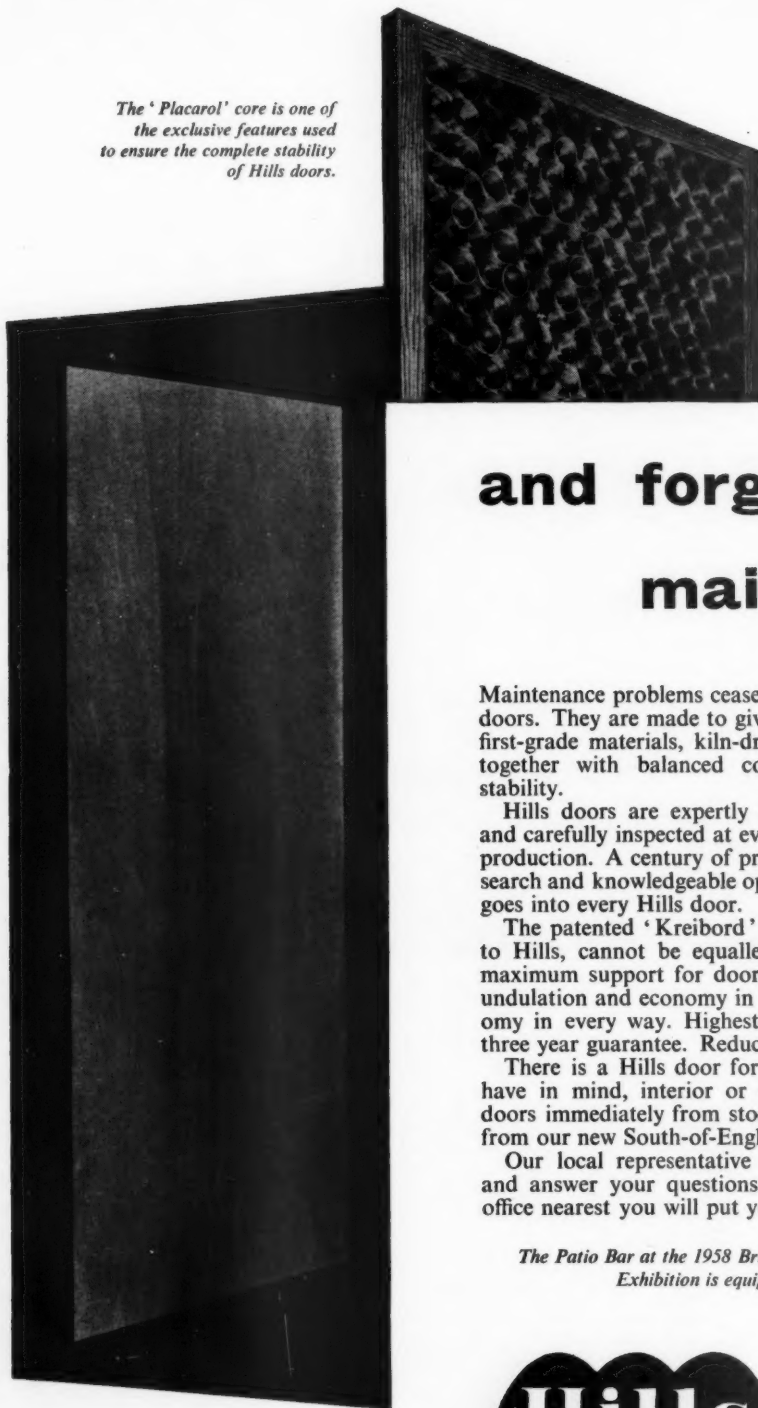 The ‘Placarol’ core is one of
the exclusive features used
to ensure the complete stability
of Hills doors.
and forg
mai
Maintenance problems cease
doors. They are made to giv
first-grade materials, kiln-dr
together with balanced co
stability.
Hills doors are expertly
and carefully inspected at ev
production. A century of pr
search and knowledgeable op
goes into every Hills door.
The patented ‘Kreibord’
to Hills, cannot be equalle
maximum support for door
undulation and economy in
omy in every way. Highest
three year guarantee. Reduc
There is a Hills door for
have in mind, interior or
doors immediately from sto
from our new South-of-Engl
Our local representative
and answer your questions
office nearest you will put y
The Patio Bar at the 1958 Br
Exhibition is equi
Hills